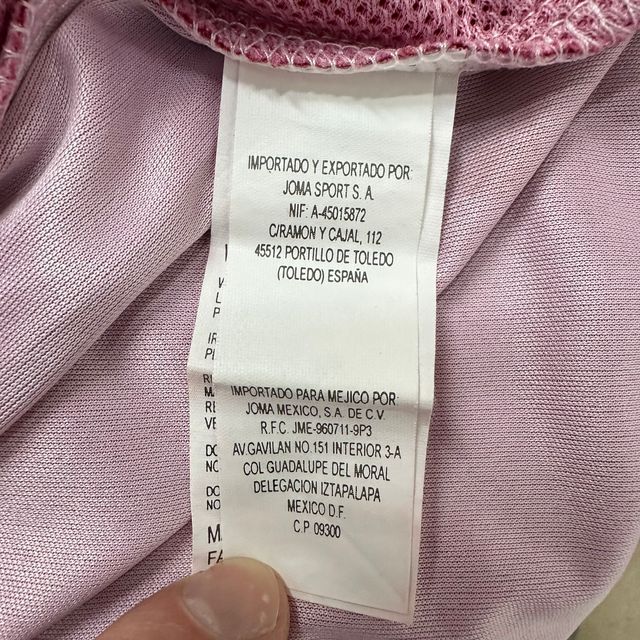 IMPORTADO Y EXPORTADO POR:
JOMA SPORT S. A.
NIF: A-45015872
C/RAMON Y CAJAL, 112
45512 PORTILLO DE TOLEDO
(TOLEDO) ESPAÑA
IMPORTADO PARA MEJICO POR:
JOMA MEXICO, S.A. DE C.V.
R.F.C. JME-960711-9P3
AV.GAVILAN NO.151 INTERIOR 3-A
COL GUADALUPE DEL MORAL
DELEGACION IZTAPALAPA
MEXICO D.F.
C.P 09300